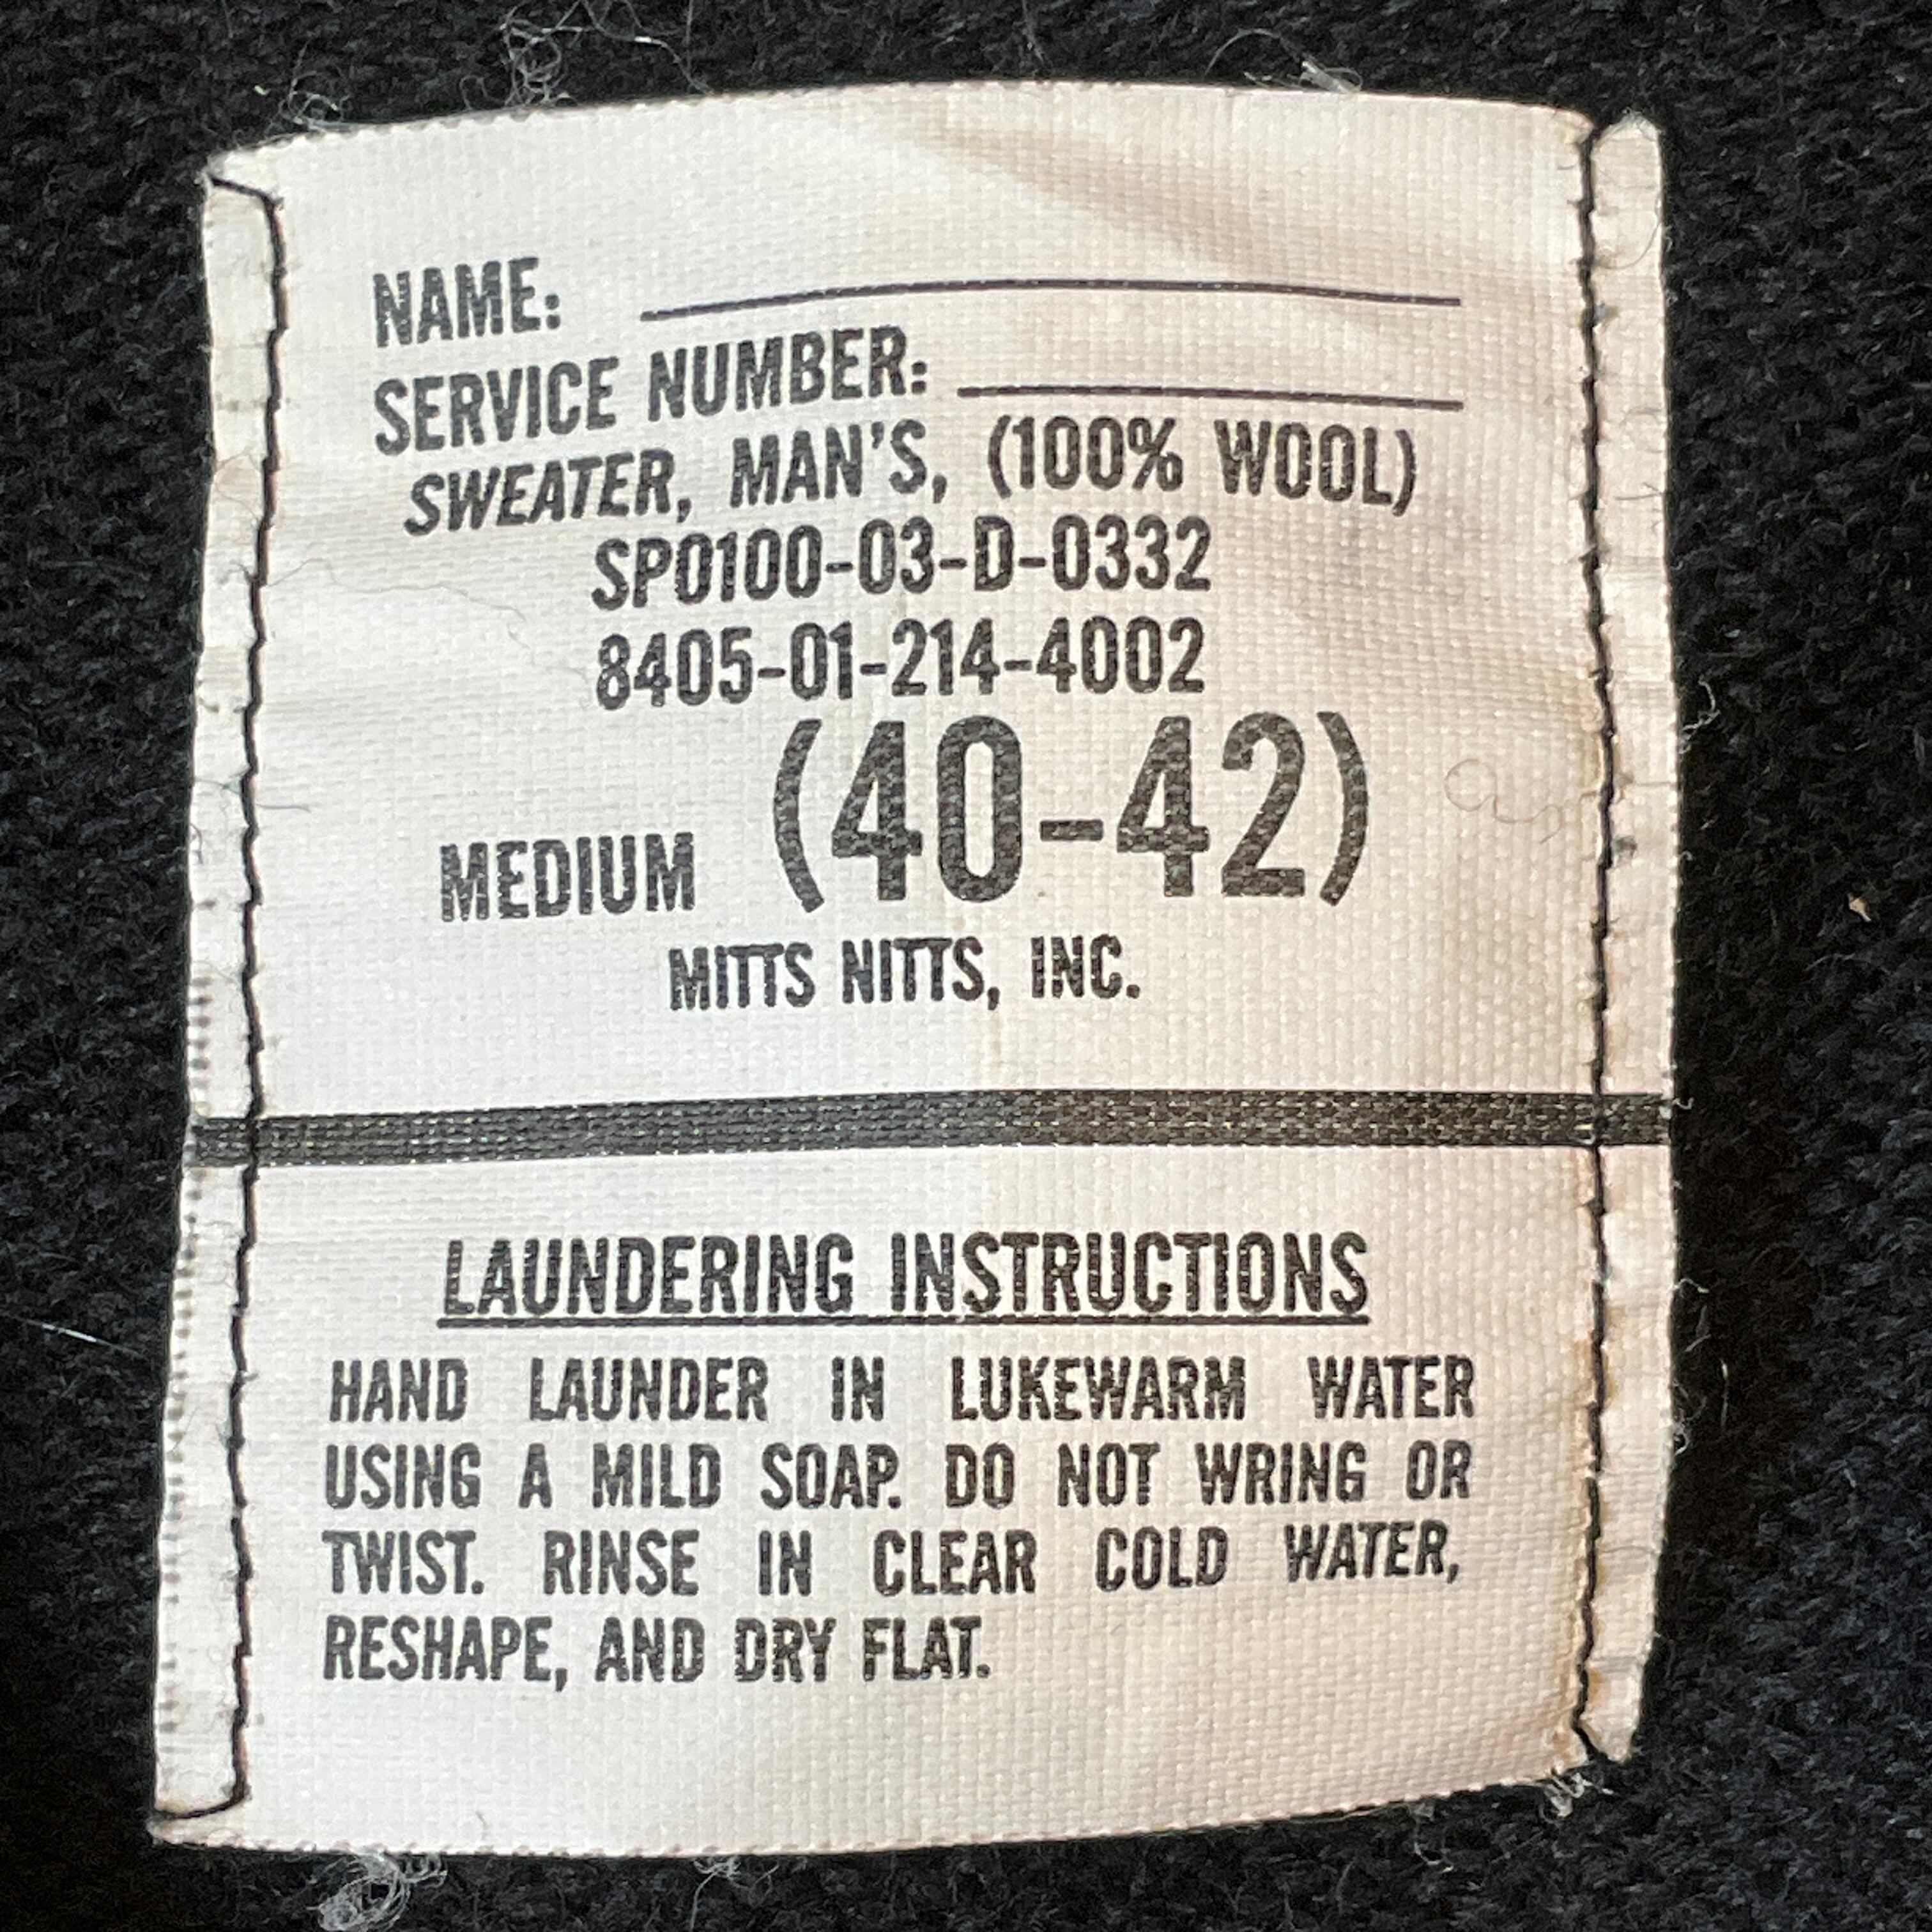 NAME:
SERVICE NUMBER:
SWEATER, MAN'S, (100% WOOL)
SP0100-03-D-0332
8405-01-214-4002
MEDIUM (40-42)
MITTS NITTS, INC.
LAUNDERING INSTRUCTIONS
HAND LAUNDER IN LUKEWARM WATER
USING A MILD SOAP. DO NOT WRING OR
TWIST. RINSE IN CLEAR COLD WATER,
RESHAPE, AND DRY FLAT.